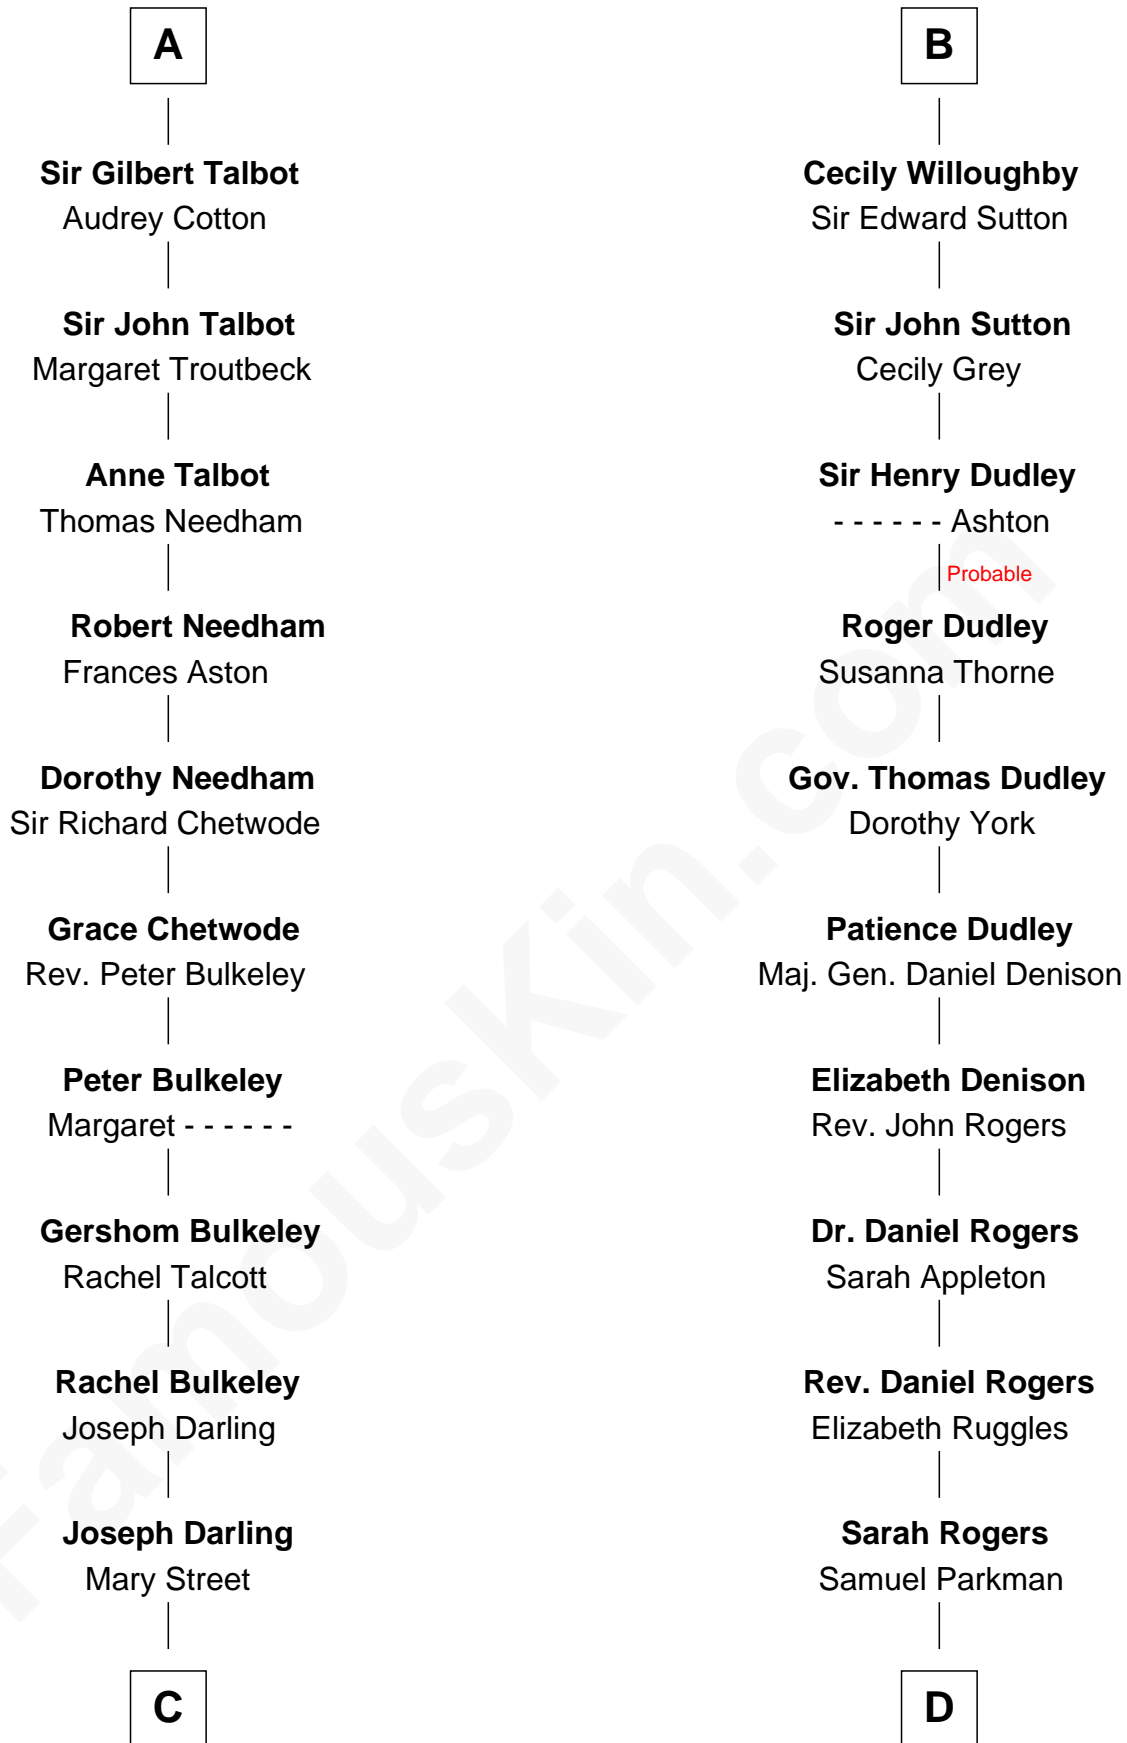 A
Sir Gilbert Talbot
Audrey Cotton
Sir John Talbot
Margaret Troutbeck
Anne Talbot
Thomas Needham
Robert Needham
Frances Aston
Dorothy Needham
Sir Richard Chetwode
Grace Chetwode
Rev. Peter Bulkeley
Peter Bulkeley
Margaret - - - - - -
Gershom Bulkeley
Rachel Talcott
Rachel Bulkeley
Joseph Darling
Joseph Darling
Mary Street
C
B
Cecily Willoughby
Sir Edward Sutton
Sir John Sutton
Cecily Grey
Sir Henry Dudley
- - - - - - Ashton
Probable
Roger Dudley
Susanna Thorne
Gov. Thomas Dudley
Dorothy York
Patience Dudley
Maj. Gen. Daniel Denison
Elizabeth Denison
Rev. John Rogers
Dr. Daniel Rogers
Sarah Appleton
Rev. Daniel Rogers
Elizabeth Ruggles
Sarah Rogers
Samuel Parkman
D
FamousKin.com